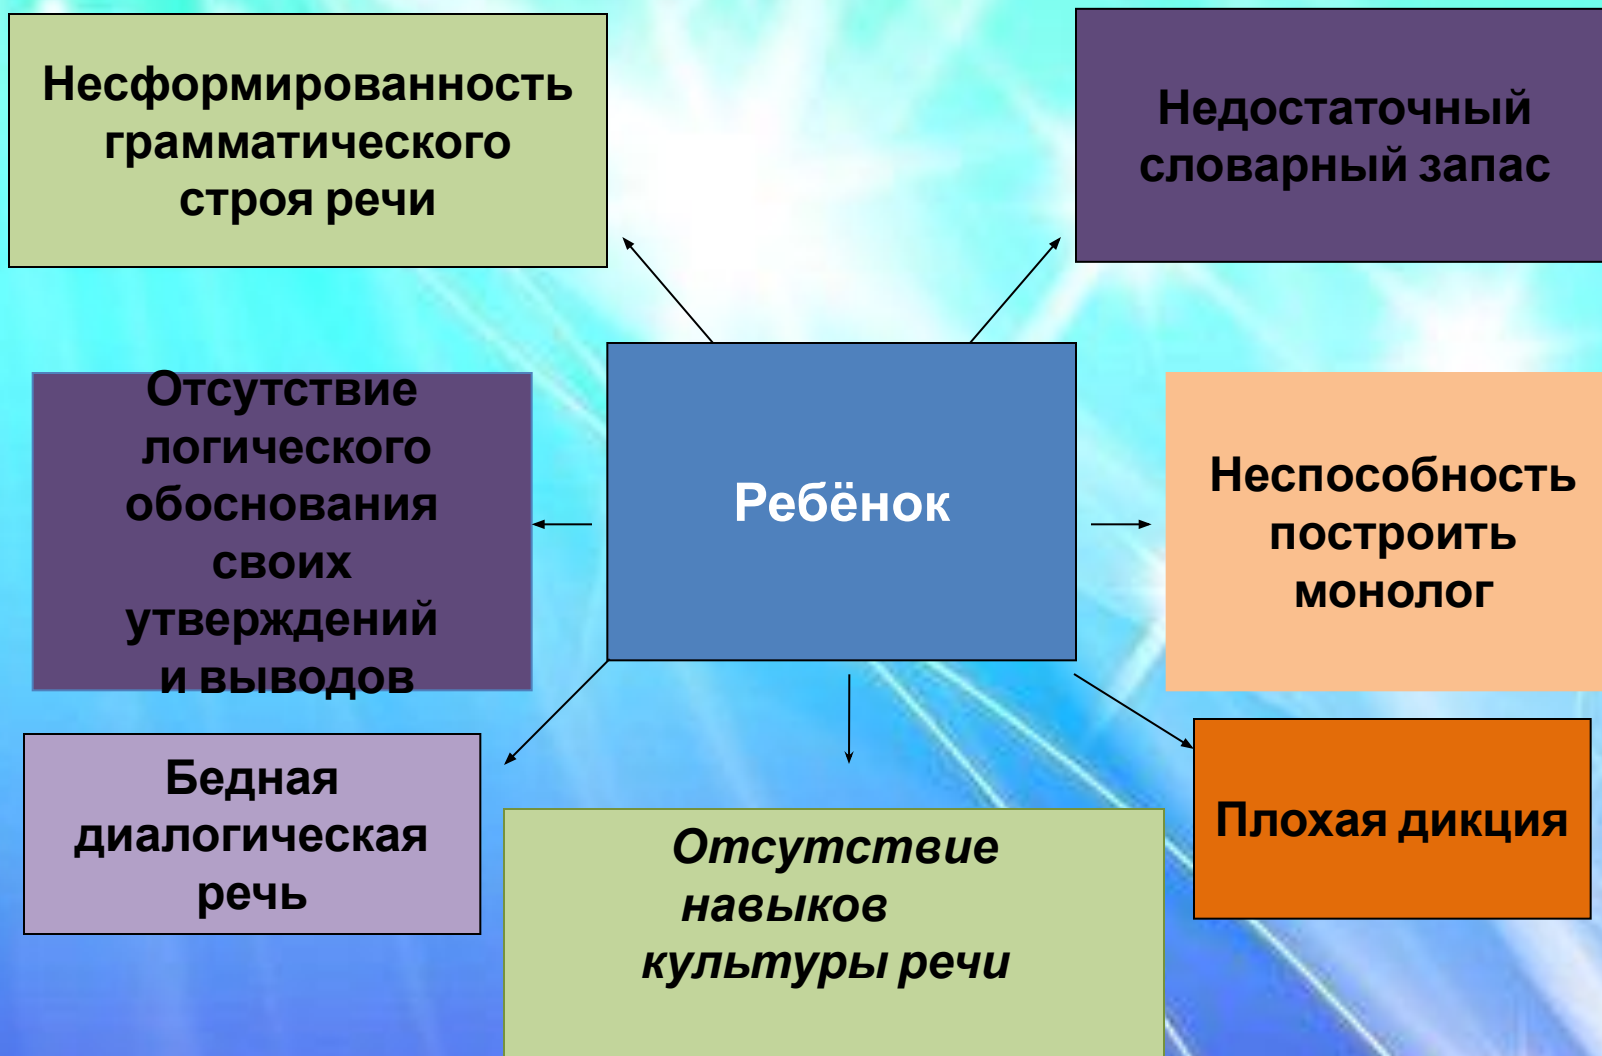 Несформированность
грамматического
строя речи
Недостаточный
словарный запас
Отсутствие
логического
обоснования
своих
утверждений
и выводов
Ребёнок
Неспособность
построить
монолог
Бедная
диалогическая
речь
Отсутствие
навыков
культуры речи
Плохая дикция